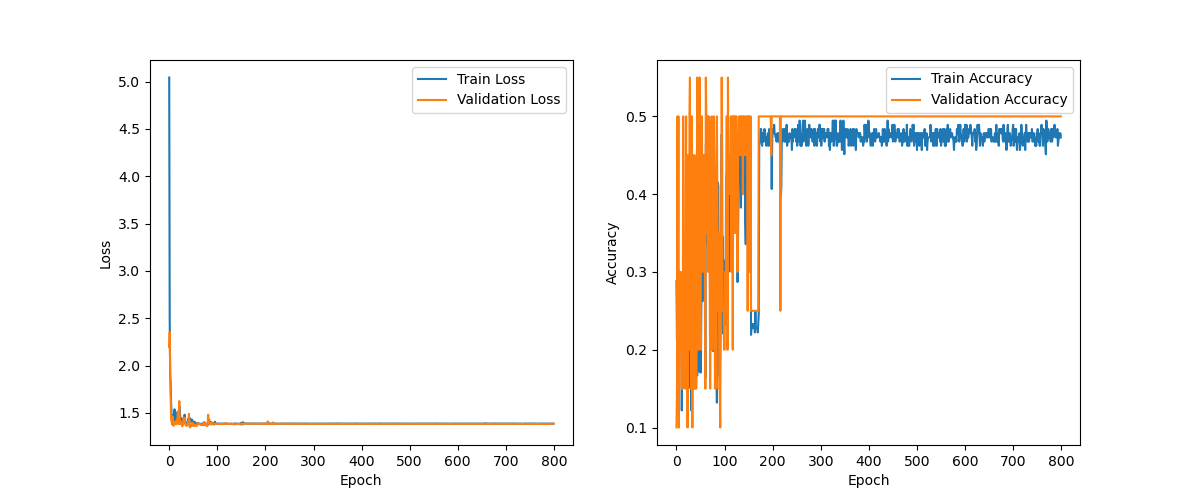 Train Loss
Validation Loss
5.0
4.5
4.0
3.5
3.0
2.5
2.0
1.5
Loss
0 100 200 300 400 500 600 700 800
Epoch
Train Accuracy
Validation Accuracy
0.5
0.4
0.3
0.2
0.1
Accuracy
0 100 200 300 400 500 600 700 800
Epoch